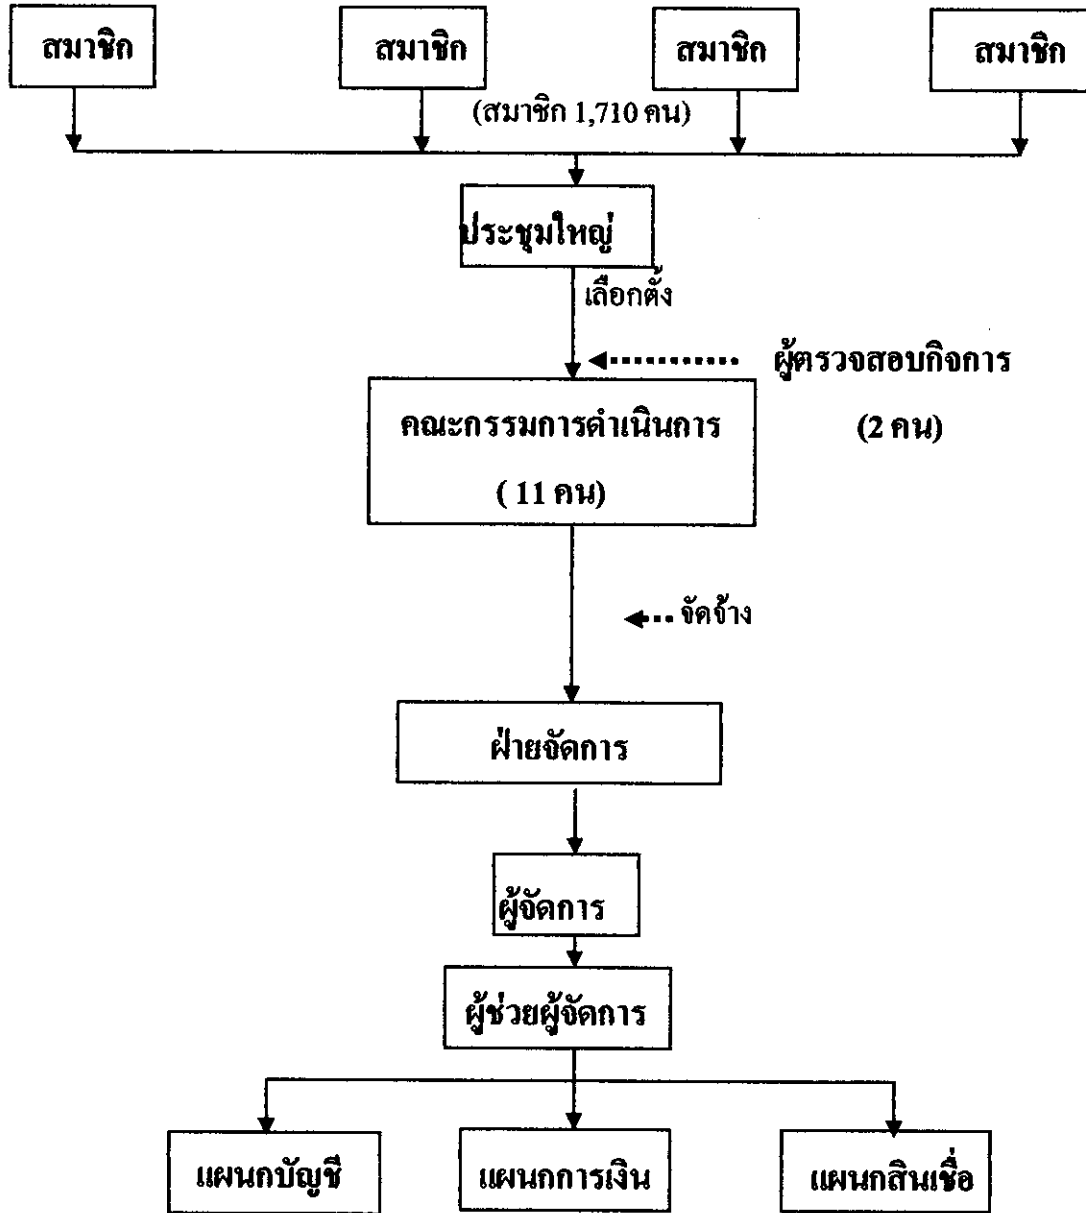 สมาชิก
สมาชิก
สมาชิก
สมาชิก
(สมาชิก 1,710 คน)
ประชุมใหญ่
เลือกตั้ง
ผู้ตรวจสอบกิจการ
(2 คน)
คณะกรรมการดำเนินการ
( 11 คน)
จัดจ้าง
ฝ่ายจัดการ
ผู้จัดการ
ผู้ช่วยผู้จัดการ
แผนกบัญชี
แผนกการเงิน
แผนกสินเชื่อ